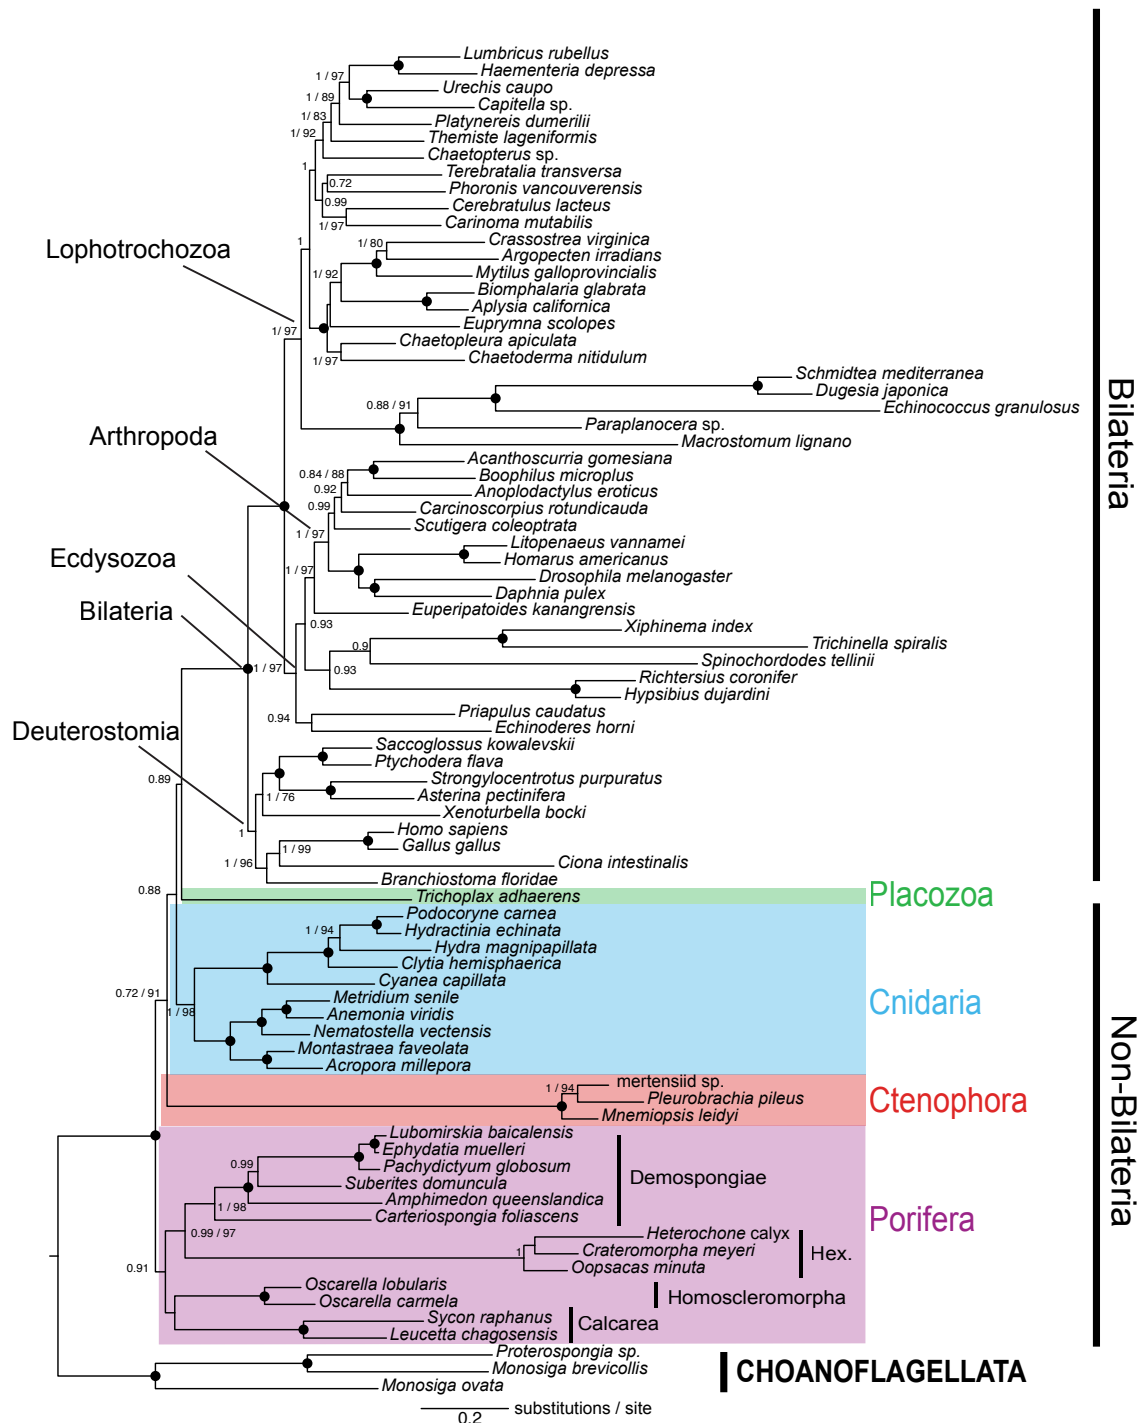 Lumbricus rubellus
Haementeria depressa
1 / 97
Urechis caupo
1 / 89
Capitella sp.
1 / 83
Platynereis dumerilii
1/ 92
Themiste lageniformis
Chaetopterus sp.
1
Terebratalia transversa
0.72
Phoronis vancouverensis
0.99
Cerebratulus lacteus
1/ 97
Carinoma mutabilis
1
1/ 80
Crassostrea virginica
Lophotrochozoa
Argopecten irradians
1/ 92
Mytilus galloprovincialis
Biomphalaria glabrata
Aplysia californica
Euprymna scolopes
1/ 97
Chaetopleura apiculata
1/ 97
Chaetoderma nitidulum
Schmidtea mediterranea
Dugesia japonica
0.88 / 91
Echinococcus granulosus
Paraplanocera sp.
Arthropoda
Macrostomum lignano
Bilateria
Acanthoscurria gomesiana
0.84 / 88
Boophilus microplus
0.92
Anoplodactylus eroticus
0.99
Carcinoscorpius rotundicauda
1 / 97
Scutigera coleoptrata
Litopenaeus vannamei
Ecdysozoa
Homarus americanus
1 / 97
Drosophila melanogaster
Daphnia pulex
Bilateria
Euperipatoides kanangrensis
0.93
Xiphinema index
0.9
Trichinella spiralis
1 / 97
0.93
Spinochordodes tellinii
Richtersius coronifer
Hypsibius dujardini
0.94
Priapulus caudatus
Deuterostomia
Echinoderes horni
Saccoglossus kowalevskii
Ptychodera flava
0.89
Strongylocentrotus purpuratus
1 / 76
Asterina pectinifera
Xenoturbella bocki
1
Homo sapiens
1 / 99
Gallus gallus
1 / 96
Ciona intestinalis
0.88
Branchiostoma floridae
Trichoplax adhaerens
Placozoa
Podocoryne carnea
1 / 94
Hydractinia echinata
Hydra magnipapillata
Clytia hemisphaerica
Cyanea capillata
0.72 / 91
1 / 98
Metridium senile
Cnidaria
Anemonia viridis
Nematostella vectensis
Montastraea faveolata
Acropora millepora
Non-Bilateria
1 / 94
mertensiid sp.
Pleurobrachia pileus
Ctenophora
Mnemiopsis leidyi
Lubomirskia baicalensis
Ephydatia muelleri
0.99
Pachydictyum globosum
Demospongiae
Suberites domuncula
1 / 98
Amphimedon queenslandica
Carteriospongia foliascens
Porifera
0.99 / 97
Heterochone calyx
1
Crateromorpha meyeri
Hex.
0.91
Oopsacas minuta
Oscarella lobularis
Homoscleromorpha
Oscarella carmela
Sycon raphanus
Calcarea
Leucetta chagosensis
Proterospongia sp.
Monosiga brevicollis
CHOANOFLAGELLATA
Monosiga ovata
substitutions / site
0.2